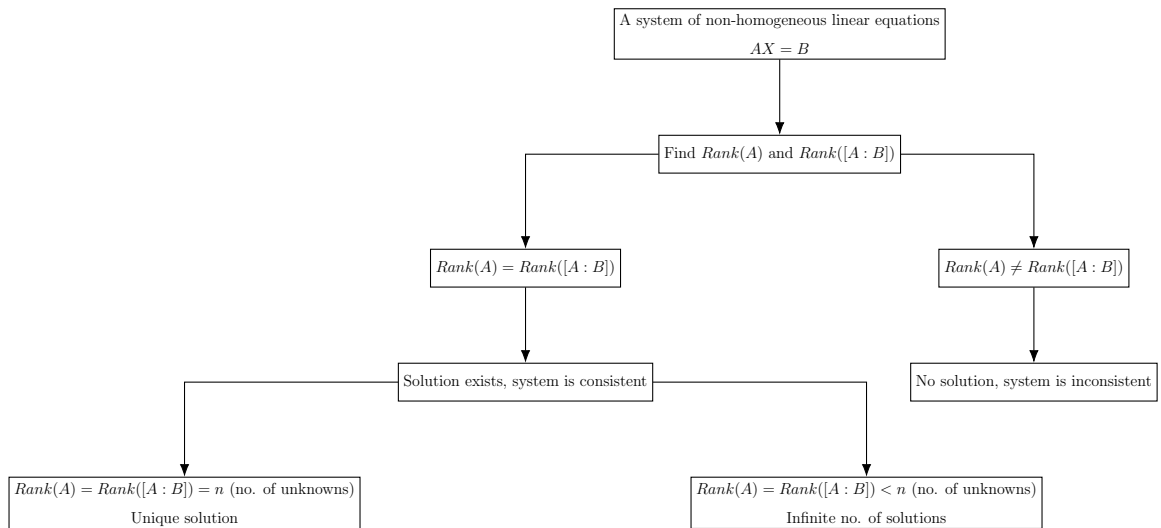 A system of non-homogeneous linear equations
AX = B
Find Rank(A) and Rank([A : B])
Rank(A) = Rank([A : B])
Rank(A) ≠ Rank([A : B])
Solution exists, system is consistent
No solution, system is inconsistent
Rank(A) = Rank([A : B]) = n (no. of unknowns)
Unique solution
Rank(A) = Rank([A : B]) < n (no. of unknowns)
Infinite no. of solutions